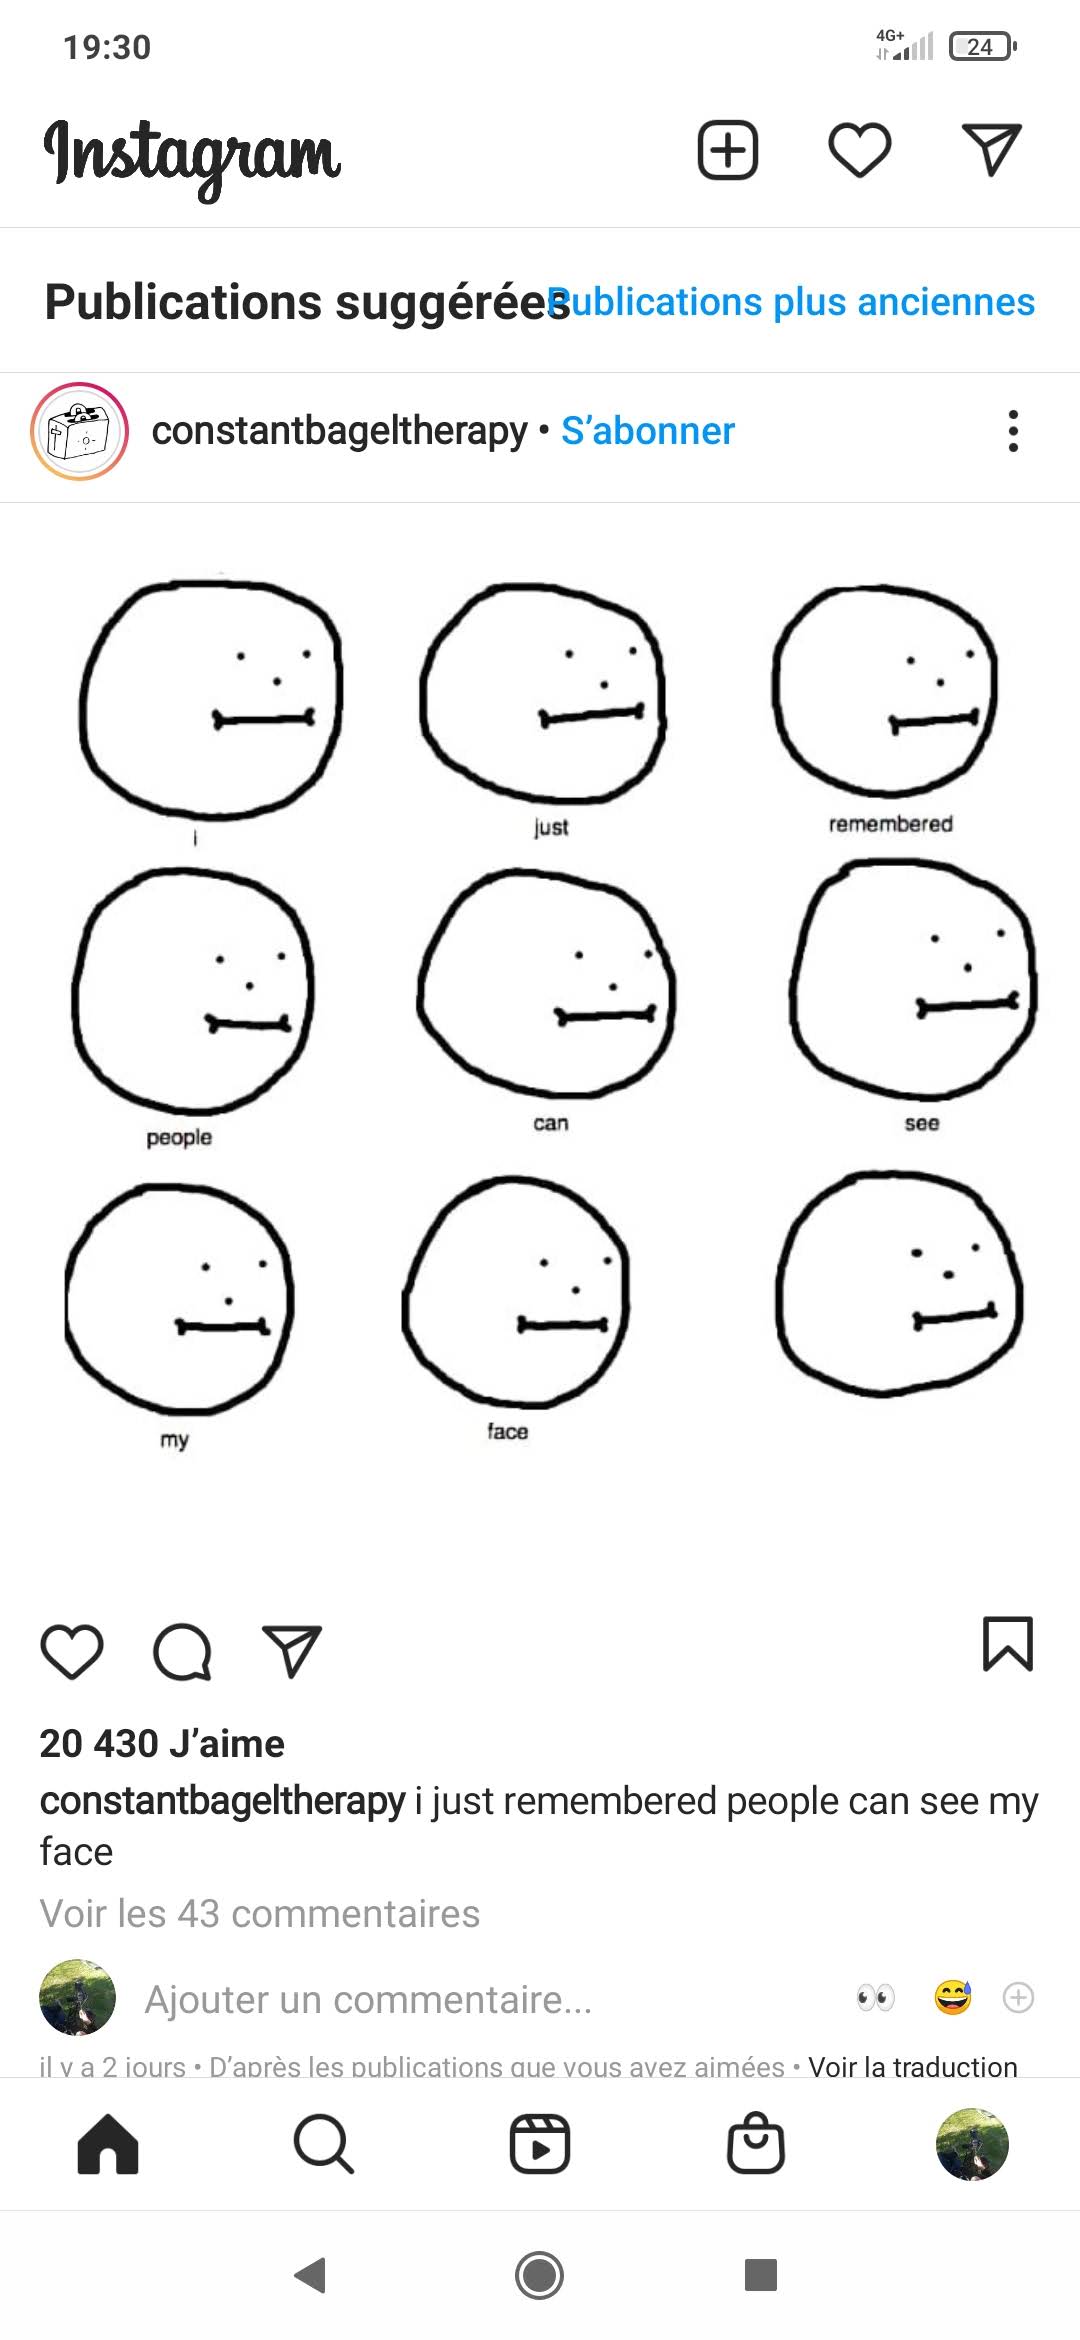 19:30
4G+
24
Instagram
Publications suggérées
Publications plus anciennes
constantbageltherapy • S’abonner
i just remembered
people can see
my face
20 430 J’aime
constantbageltherapy i just remembered people can see my
face
Voir les 43 commentaires
Ajouter un commentaire...
il y a 2 jours • D’après les publications que vous avez aimées • Voir la traduction